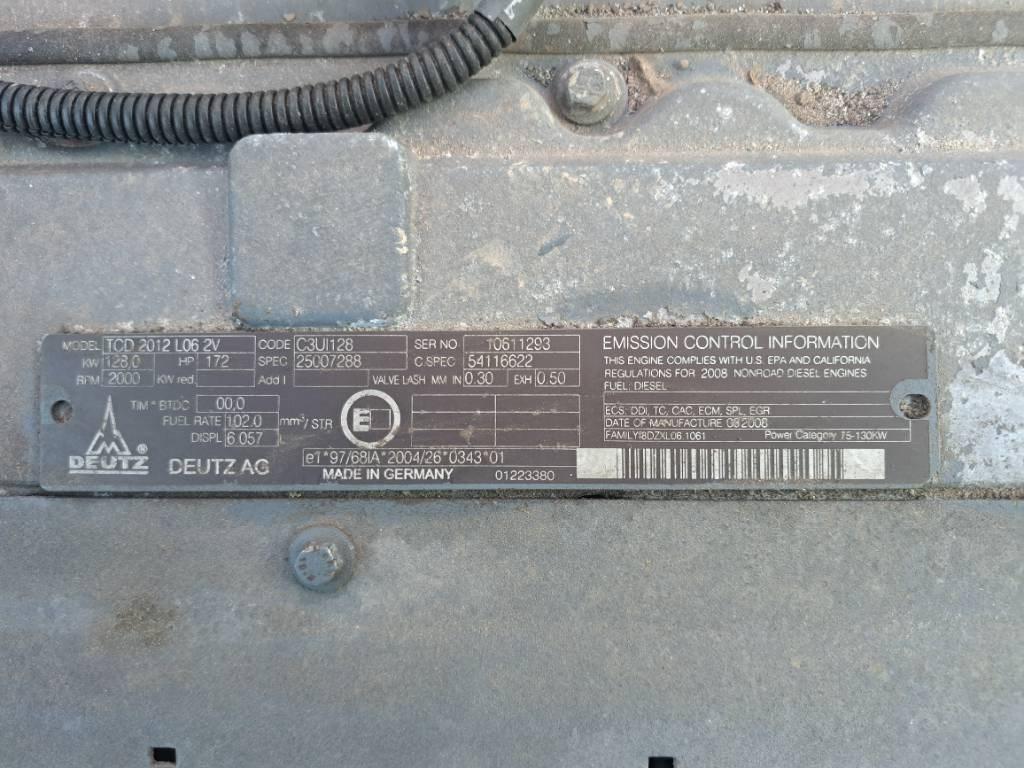 MODEL TCD 2012 L06 2V CODE C3UI128 SER NO 10611293
KW 128,0 HP 172 SPEC 25007288 C.SPEC 54116622
RPM 2000 KW red. Add I VALVE LASH MM IN 0.30 EXH 0.50
TIM ° BTDC 00,0
FUEL RATE 102.0 mm³/STR
DISPL 6.057
E
DEUTZ
DEUTZ AG
e1*97/68IA*2004/26*0343*01
MADE IN GERMANY 01223380
EMISSION CONTROL INFORMATION
THIS ENGINE COMPLIES WITH U.S. EPA AND CALIFORNIA
REGULATIONS FOR 2008 NONROAD DIESEL ENGINES
FUEL: DIESEL
ECS: DDI, TC, CAC, ECM, SPL, EGR
DATE OF MANUFACTURE
FAMILY 8DZXL06.1061 Power Category 75-130KW